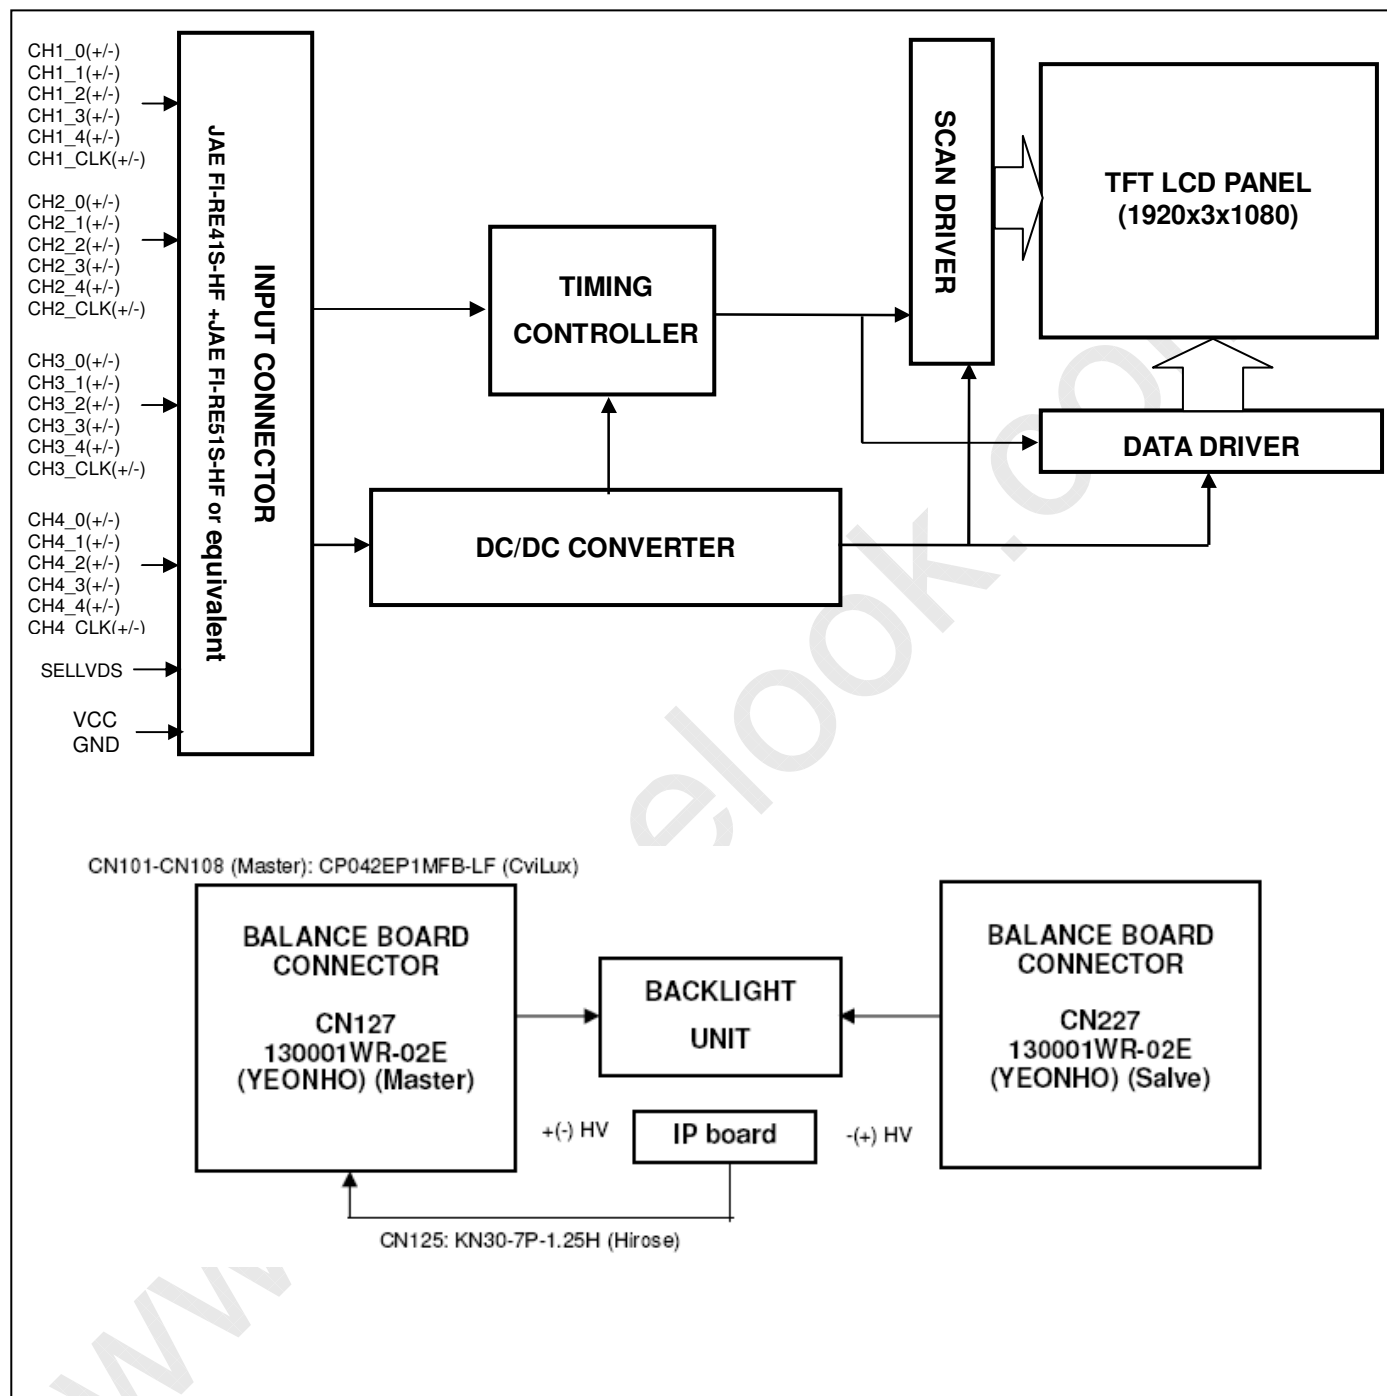 CH1_0(+/-)
CH1_1(+/-)
CH1_2(+/-)
CH1_3(+/-)
CH1_4(+/-)
CH1_CLK(+/-)
CH2_0(+/-)
CH2_1(+/-)
CH2_2(+/-)
CH2_3(+/-)
CH2_4(+/-)
CH2_CLK(+/-)
CH3_0(+/-)
CH3_1(+/-)
CH3_2(+/-)
CH3_3(+/-)
CH3_4(+/-)
CH3_CLK(+/-)
CH4_0(+/-)
CH4_1(+/-)
CH4_2(+/-)
CH4_3(+/-)
CH4_4(+/-)
CH4_CLK(+/-)
SELLVDS
VCC
GND
INPUT CONNECTOR
JAE FI-RE41S-HF +JAE FI-RE51S-HF or equivalent
TIMING
CONTROLLER
DC/DC CONVERTER
SCAN DRIVER
TFT LCD PANEL
(1920x3x1080)
DATA DRIVER
CN101-CN108 (Master): CP042EP1MFB-LF (CviLux)
BALANCE BOARD
CONNECTOR
CN127
130001WR-02E
(YEONHO) (Master)
BACKLIGHT
UNIT
BALANCE BOARD
CONNECTOR
CN227
130001WR-02E
(YEONHO) (Salve)
+(-) HV
IP board
-(+) HV
CN125: KN30-7P-1.25H (Hirose)